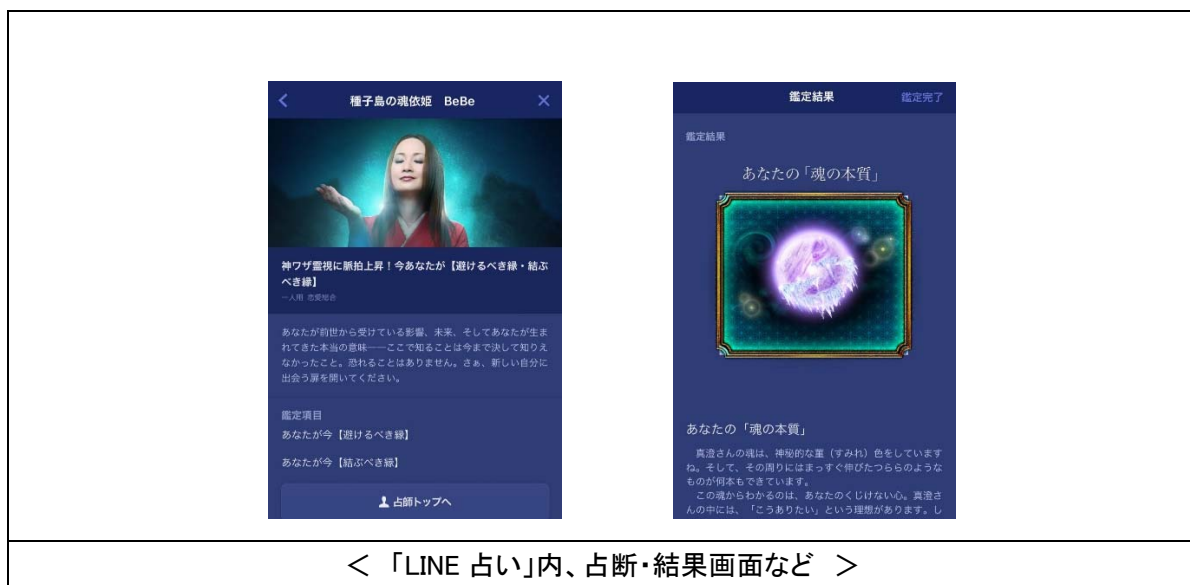 種子島の魂依姫 BeBe
神ワザ霊視に脈拍上昇!今あなたが【避けるべき縁・結ぶ
べき縁】
一人用 恋愛総合
あなたが前世から受けている影響、未来、そしてあなたが生ま
れてきた本当の意味――ここで知ることは今まで決して知りえ
なかったこと。恐れることはありません。さぁ、新しい自分に
出会う扉を開いてください。
鑑定項目
あなたが今【避けるべき縁】
あなたが今【結ぶべき縁】
占師トップへ
鑑定結果 鑑定完了
鑑定結果
あなたの「魂の本質」
あなたの「魂の本質」
真澄さんの魂は、神秘的な菫(すみれ)色をしています
ね。そして、その周りにはまっすぐ伸びたつららのような
ものが何本もできています。
この魂からわかるのは、あなたのくじけない心。真澄さ
んの中には、「こうありたい」という理想があります。し
< 「LINE 占い」内、占断・結果画面など >